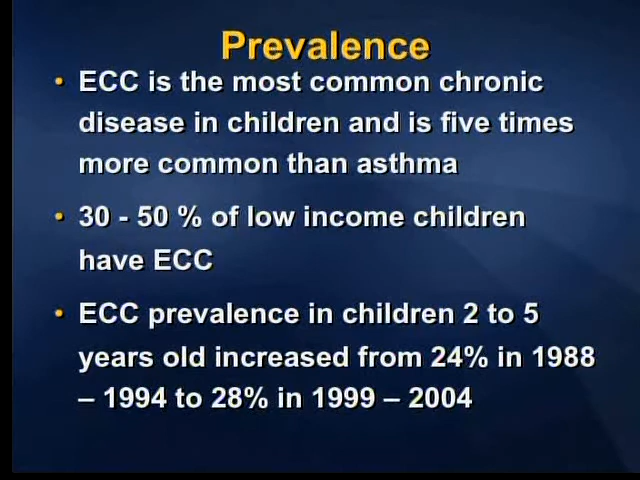 Prevalence
• ECC is the most common chronic
disease in children and is five times
more common than asthma
• 30 - 50 % of low income children
have ECC
• ECC prevalence in children 2 to 5
years old increased from 24% in 1988
– 1994 to 28% in 1999 – 2004